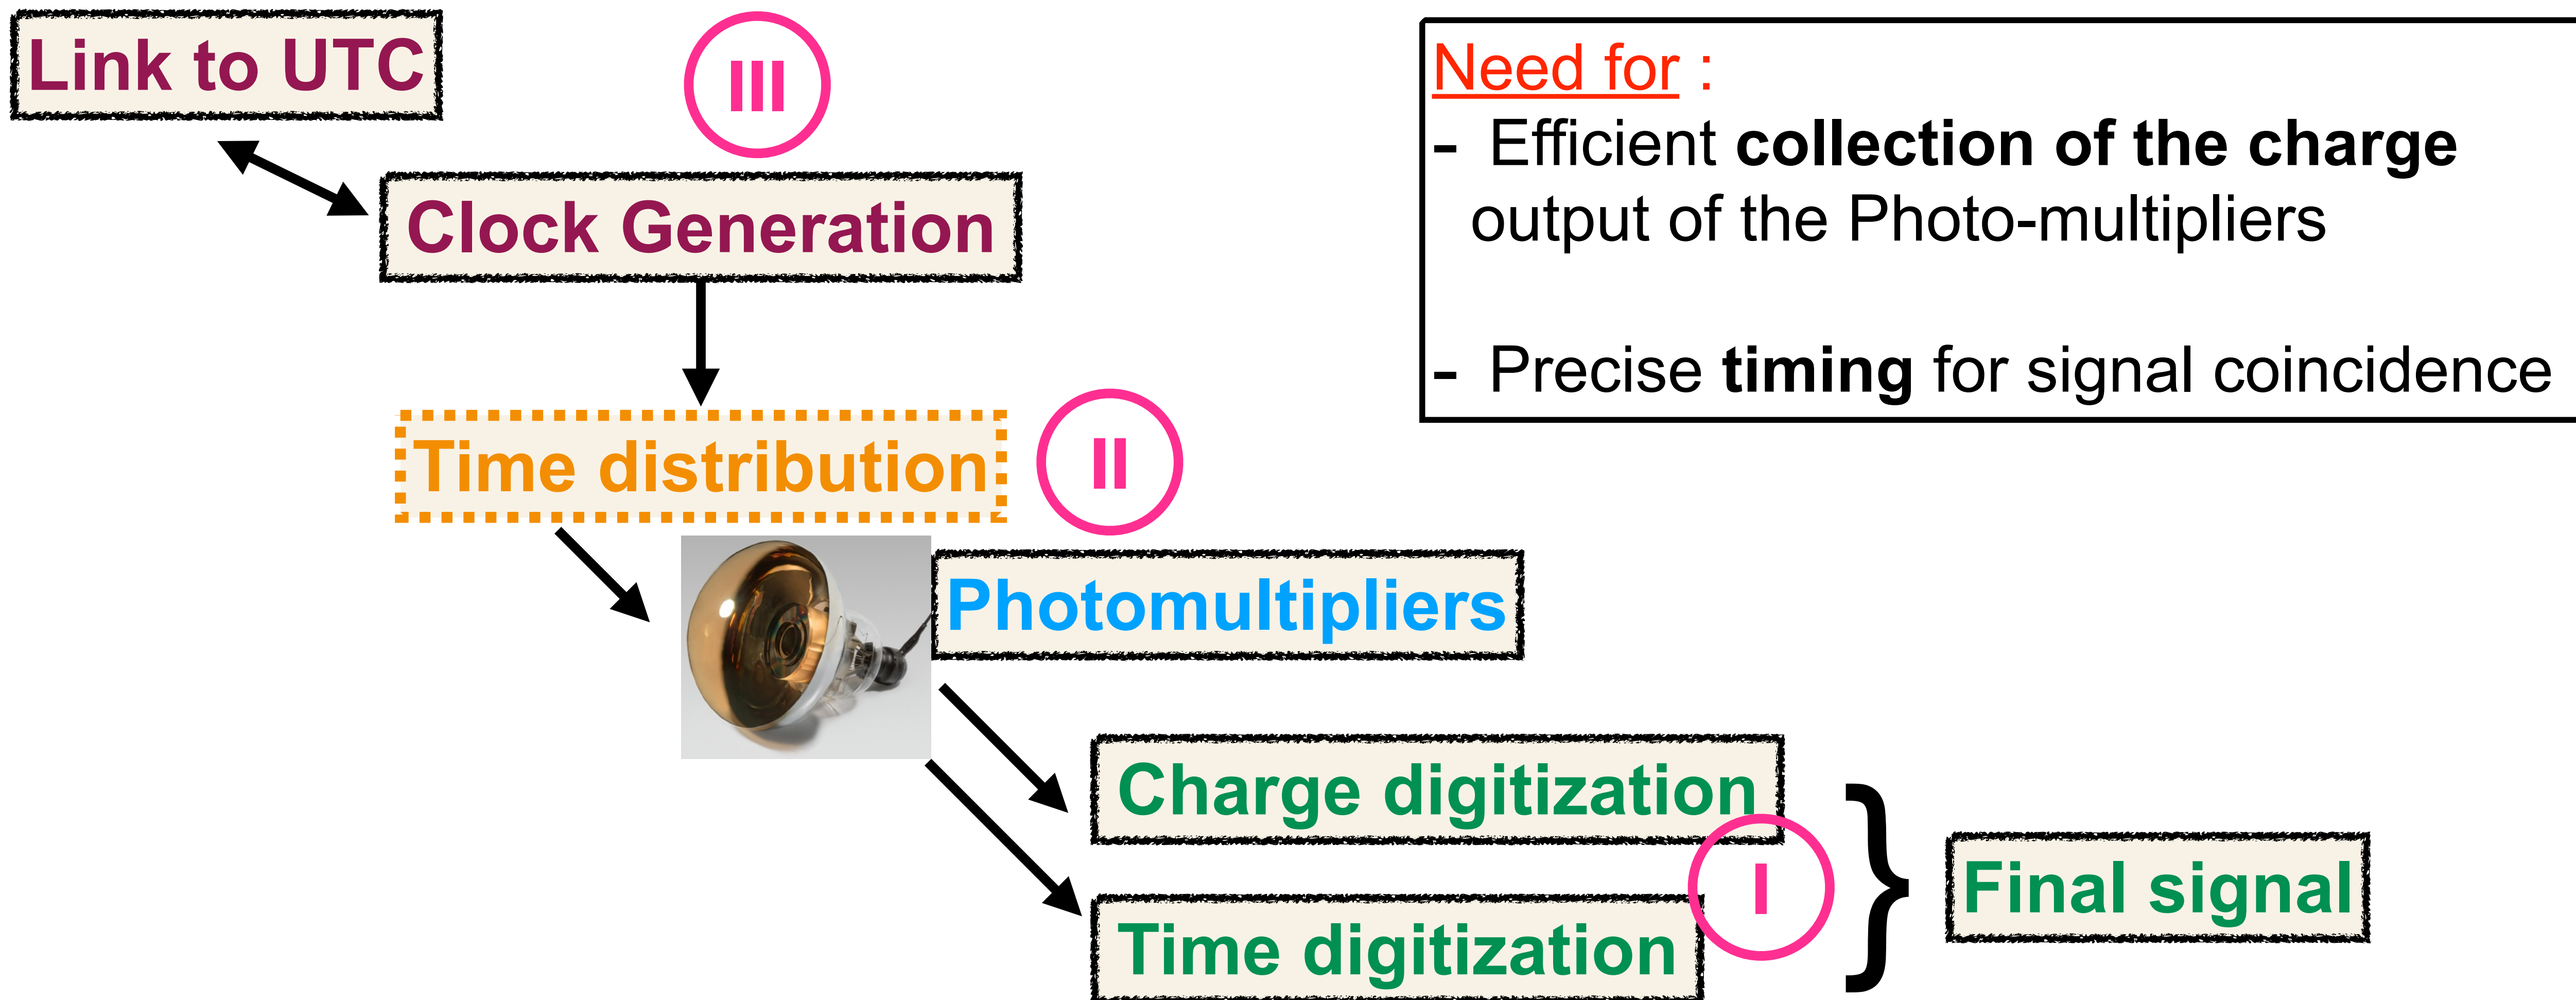 Link to UTC
III
Clock Generation
Need for :
- Efficient collection of the charge
output of the Photo-multipliers
- Precise timing for signal coincidence
Time distribution
II
Photomultipliers
Charge digitization
I
Time digitization
} Final signal